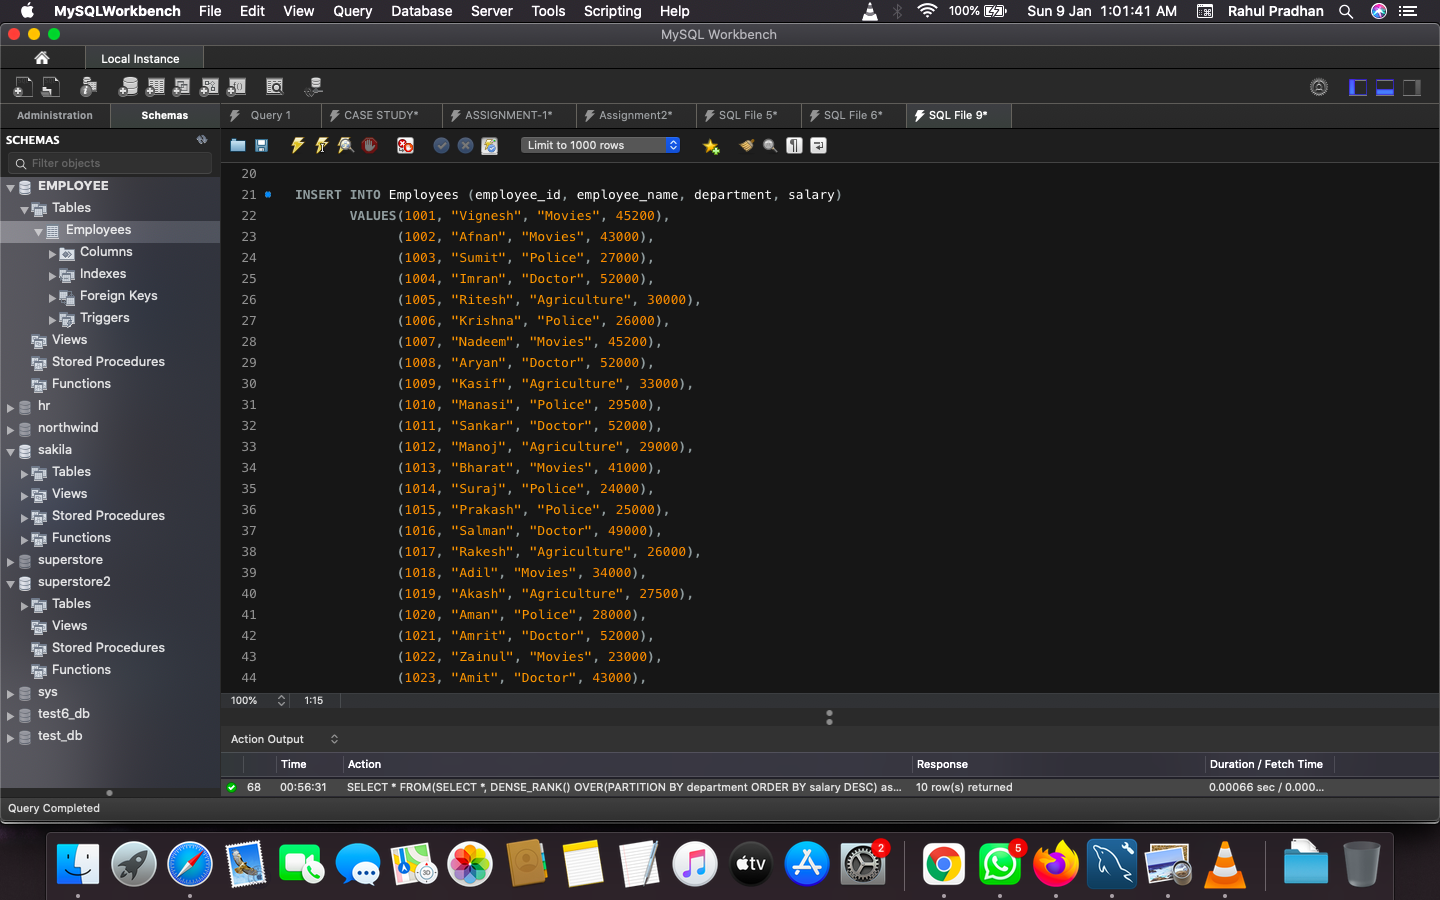 MySQLWorkbench File Edit View Query Database Server Tools Scripting Help 100% Sun 9 Jan 1:01:41 AM Rahul Pradhan
MySQL Workbench
Local Instance
Administration Schemas Query 1 CASE STUDY* ASSIGNMENT-1* Assignment2* SQL File 5* SQL File 6* SQL File 9*
SCHEMAS
Limit to 1000 rows
Filter objects
EMPLOYEE
Tables
Employees
Columns
Indexes
Foreign Keys
Triggers
Views
Stored Procedures
Functions
hr
northwind
sakila
Tables
Views
Stored Procedures
Functions
superstore
superstore2
Tables
Views
Stored Procedures
Functions
sys
test6_db
test_db
20
21 INSERT INTO Employees (employee_id, employee_name, department, salary)
22 VALUES(1001, "Vignesh", "Movies", 45200),
23 (1002, "Afnan", "Movies", 43000),
24 (1003, "Sumit", "Police", 27000),
25 (1004, "Imran", "Doctor", 52000),
26 (1005, "Ritesh", "Agriculture", 30000),
27 (1006, "Krishna", "Police", 26000),
28 (1007, "Nadeem", "Movies", 45200),
29 (1008, "Aryan", "Doctor", 52000),
30 (1009, "Kasif", "Agriculture", 33000),
31 (1010, "Manasi", "Police", 29500),
32 (1011, "Sankar", "Doctor", 52000),
33 (1012, "Manoj", "Agriculture", 29000),
34 (1013, "Bharat", "Movies", 41000),
35 (1014, "Suraj", "Police", 24000),
36 (1015, "Prakash", "Police", 25000),
37 (1016, "Salman", "Doctor", 49000),
38 (1017, "Rakesh", "Agriculture", 26000),
39 (1018, "Adil", "Movies", 34000),
40 (1019, "Akash", "Agriculture", 27500),
41 (1020, "Aman", "Police", 28000),
42 (1021, "Amrit", "Doctor", 52000),
43 (1022, "Zainul", "Movies", 23000),
44 (1023, "Amit", "Doctor", 43000),
100% 1:15
Action Output
Time Action Response Duration / Fetch Time
68 00:56:31 SELECT * FROM(SELECT *, DENSE_RANK() OVER(PARTITION BY department ORDER BY salary DESC) as... 10 row(s) returned 0.00066 sec / 0.000...
Query Completed
3D
tv
2
5